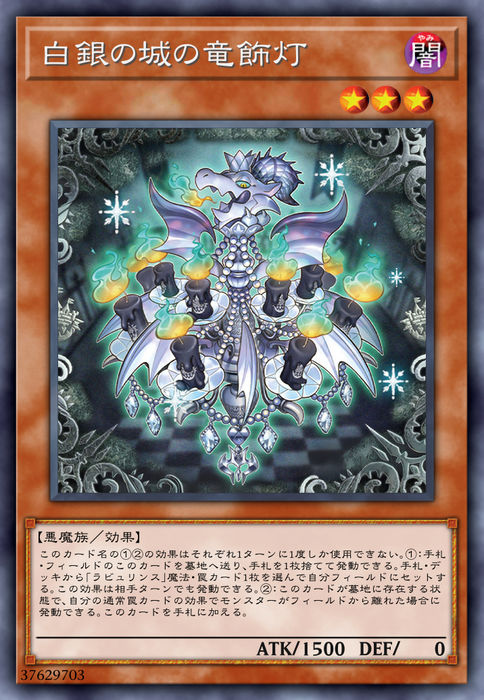 白銀の城の竜飾灯
やみ
闇
【悪魔族／効果】
このカード名の①②の効果はそれぞれ1ターンに1度しか使用できない。①：手札
・フィールドのこのカードを墓地へ送り、手札を1枚捨てて発動できる。手札・デ
ッキから「ラビュリンス」魔法・罠カード1枚を選んで自分フィールドにセットす
る。この効果は相手ターンでも発動できる。②：このカードが墓地に存在する状
態で、自分の通常罠カードの効果でモンスターがフィールドから離れた場合に
発動できる。このカードを手札に加える。
ATK/1500 DEF/ 0
37629703